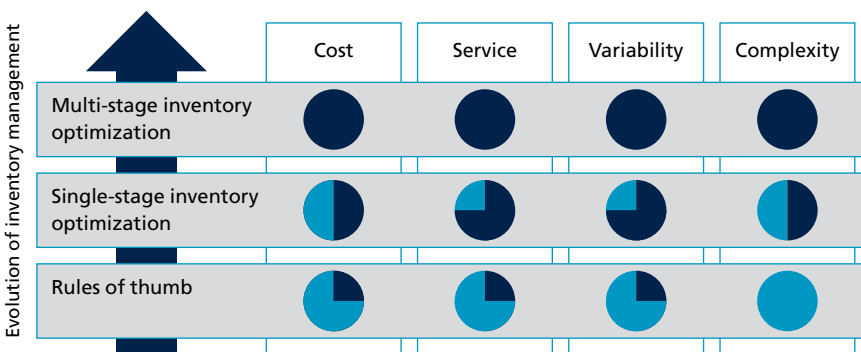 Evolution of inventory management
Cost
Service
Variability
Complexity
Multi-stage inventory
optimization
Single-stage inventory
optimization
Rules of thumb